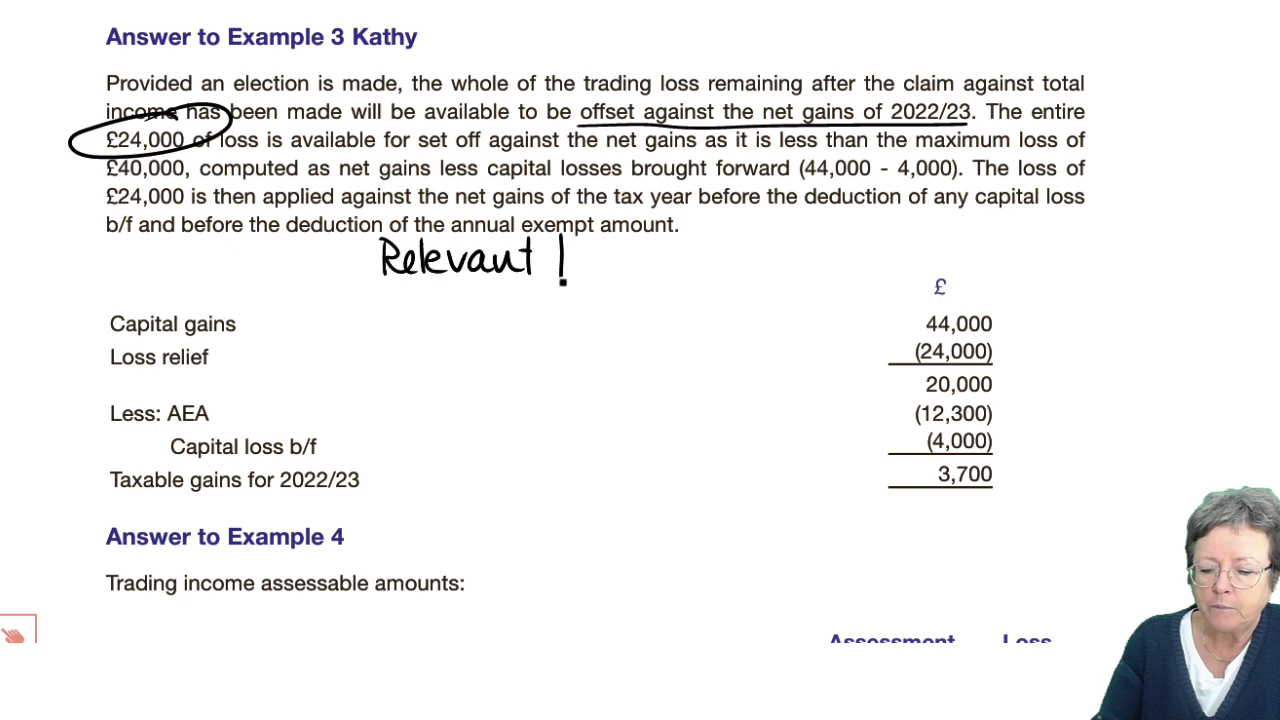 Answer to Example 3 Kathy
Provided an election is made, the whole of the trading loss remaining after the claim against total
income has been made will be available to be offset against the net gains of 2022/23. The entire
£24,000 of loss is available for set off against the net gains as it is less than the maximum loss of
£40,000, computed as net gains less capital losses brought forward (44,000 - 4,000). The loss of
£24,000 is then applied against the net gains of the tax year before the deduction of any capital loss
b/f and before the deduction of the annual exempt amount.
Relevant !
£
Capital gains 44,000
Loss relief (24,000)
20,000
Less: AEA (12,300)
Capital loss b/f (4,000)
Taxable gains for 2022/23 3,700
Answer to Example 4
Trading income assessable amounts:
Assessment Loss